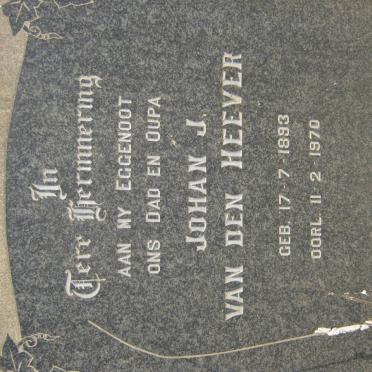 In
Tere Herinnering
AAN MY EGGENOOT
ONS DAD EN OUPA
JOHAN J.
VAN DEN HEEVER
GEB. 17-7-1893
OORL. 11-2-1970